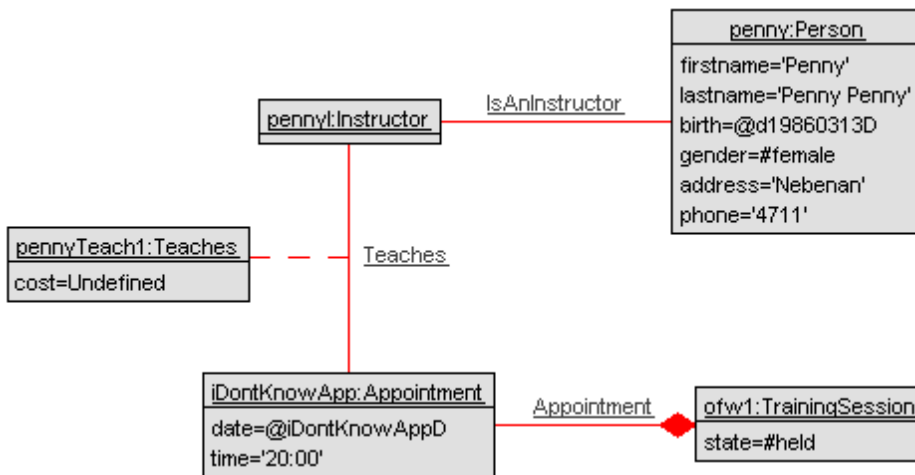 penny:Person
firstname='Penny'
lastname='Penny Penny'
birth=@d19860313D
gender=#female
address='Nebenan'
phone='4711'
IsAnInstructor
pennyI:Instructor
pennyTeach1:Teaches
cost=Undefined
Teaches
iDontKnowApp:Appointment
date=@iDontKnowAppD
time='20:00'
Appointment
ofw1:TrainingSession
state=#held